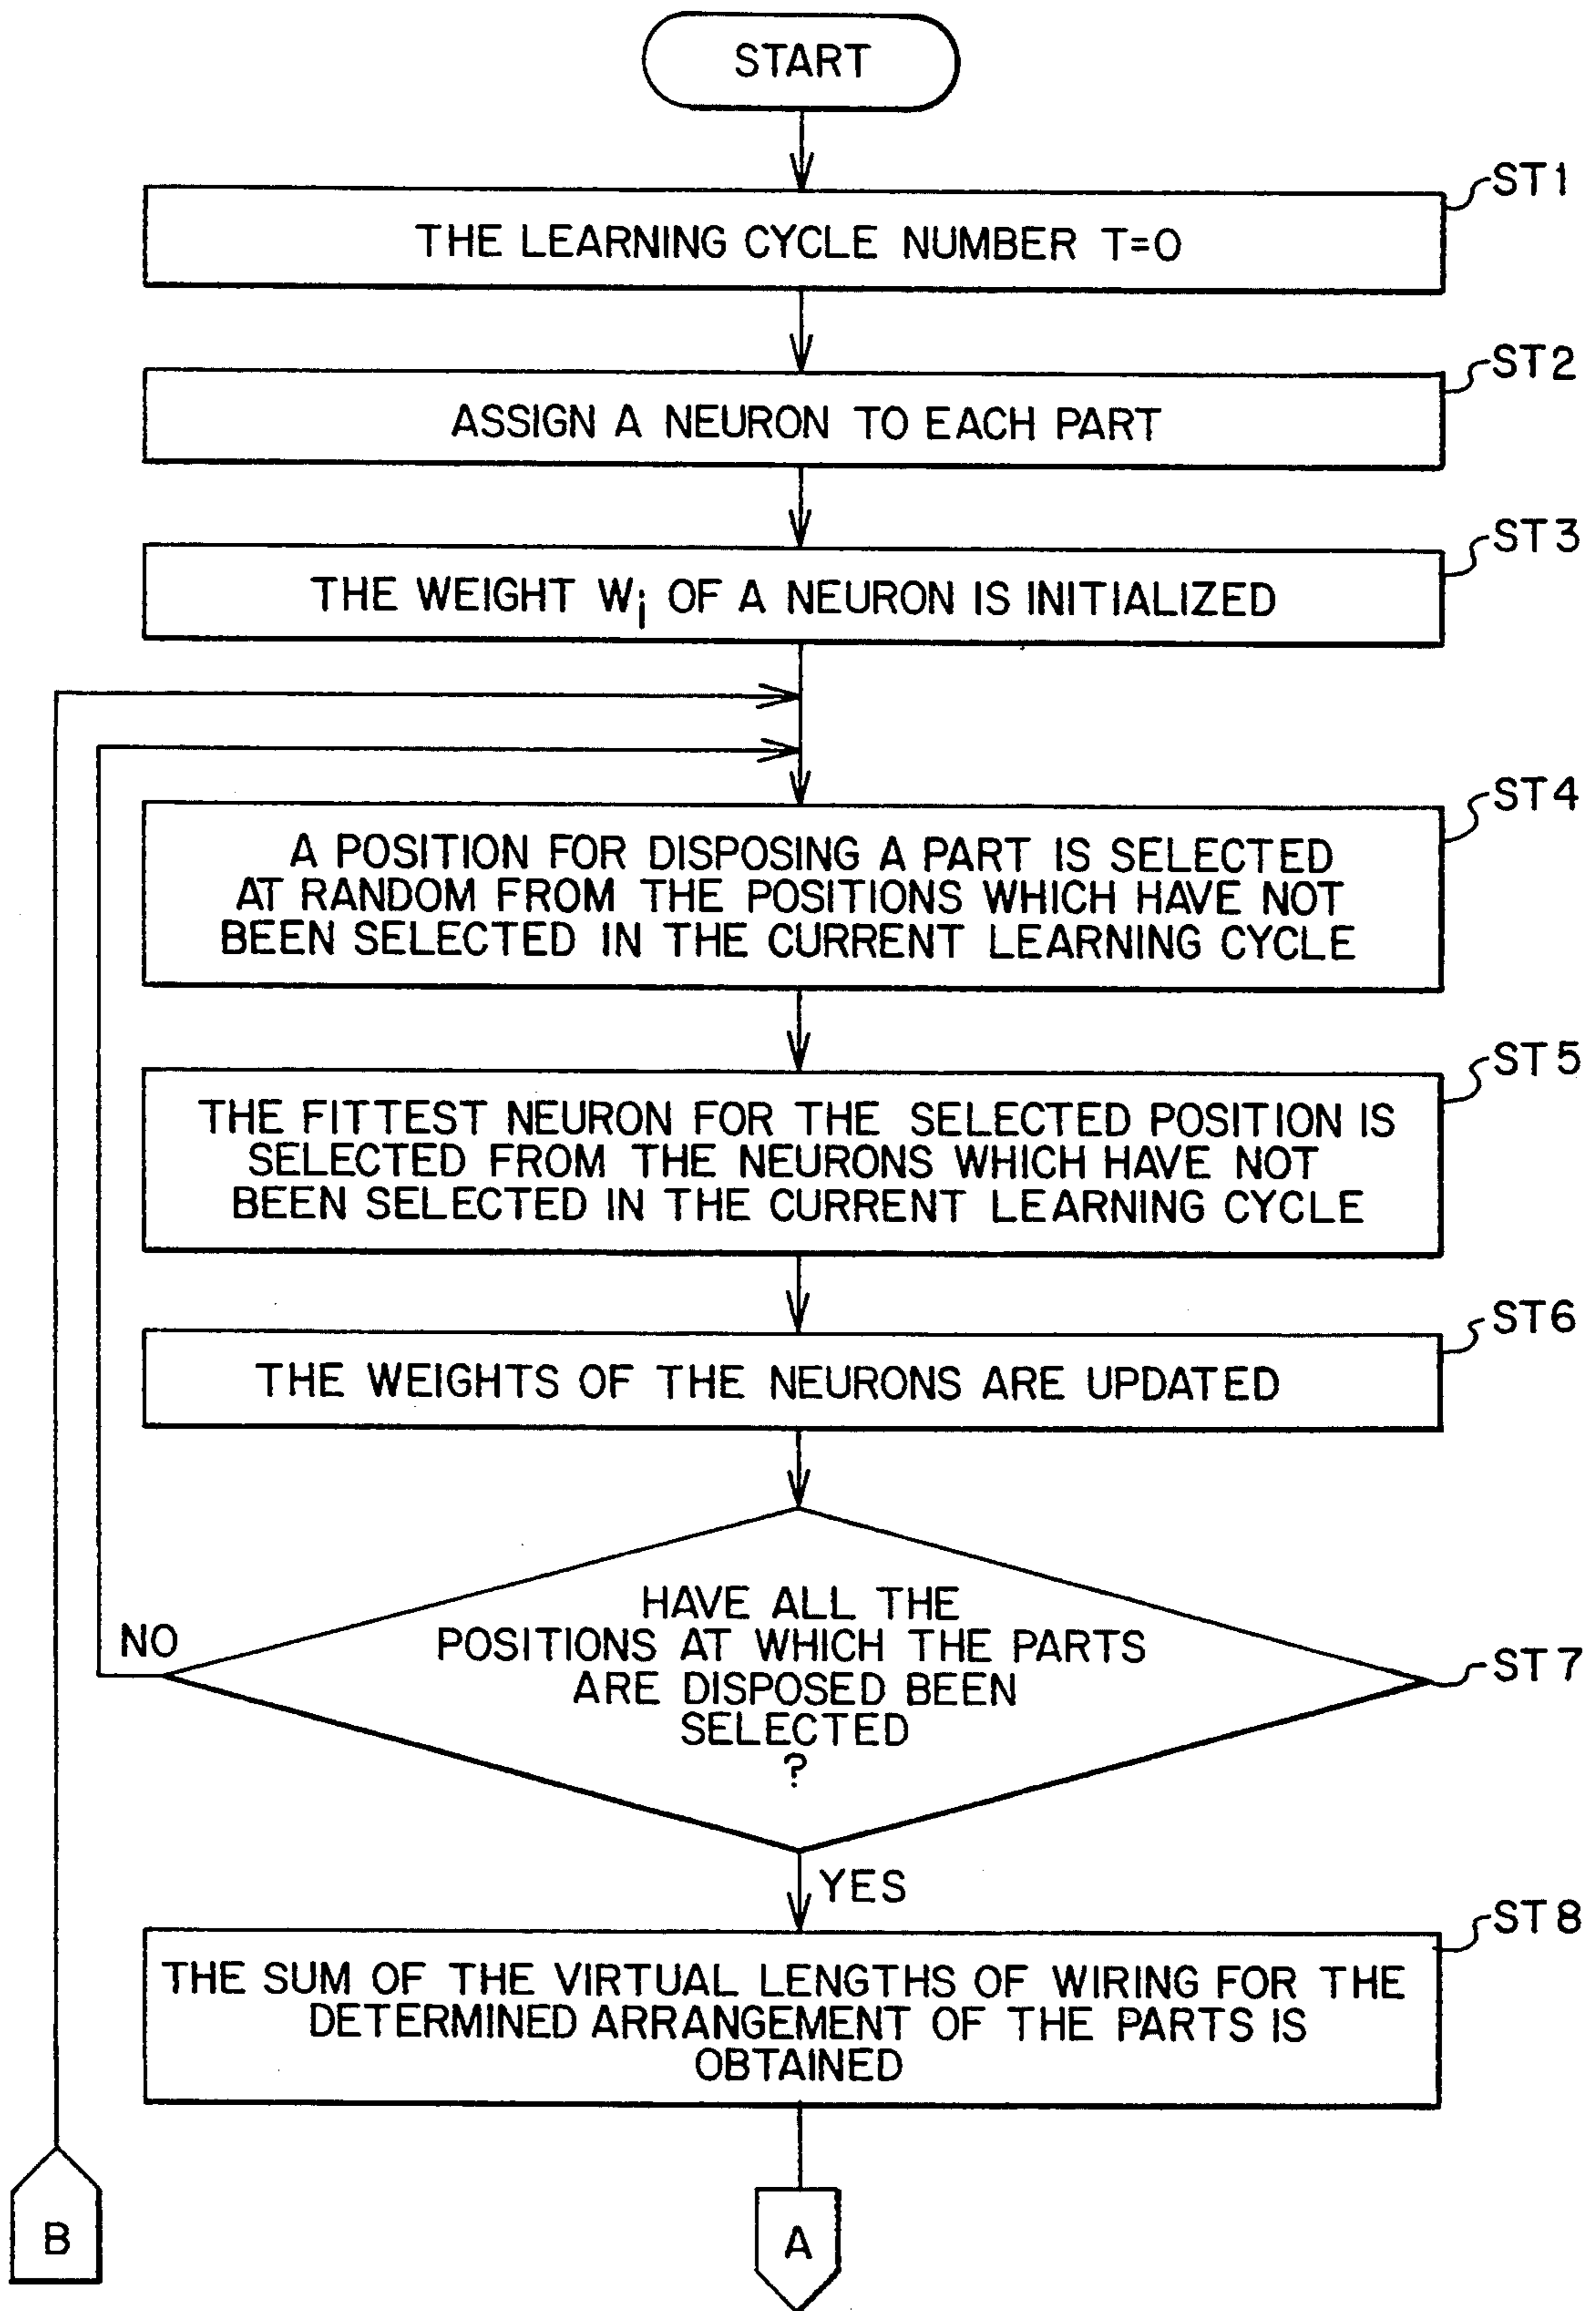 START
ST1
THE LEARNING CYCLE NUMBER T=0
ST2
ASSIGN A NEURON TO EACH PART
ST3
THE WEIGHT Wi OF A NEURON IS INITIALIZED
ST4
A POSITION FOR DISPOSING A PART IS SELECTED
AT RANDOM FROM THE POSITIONS WHICH HAVE NOT
BEEN SELECTED IN THE CURRENT LEARNING CYCLE
ST5
THE FITTEST NEURON FOR THE SELECTED POSITION IS
SELECTED FROM THE NEURONS WHICH HAVE NOT
BEEN SELECTED IN THE CURRENT LEARNING CYCLE
ST6
THE WEIGHTS OF THE NEURONS ARE UPDATED
HAVE ALL THE
POSITIONS AT WHICH THE PARTS
ARE DISPOSED BEEN
SELECTED
?
NO
ST7
YES
ST8
THE SUM OF THE VIRTUAL LENGTHS OF WIRING FOR THE
DETERMINED ARRANGEMENT OF THE PARTS IS
OBTAINED
B
A